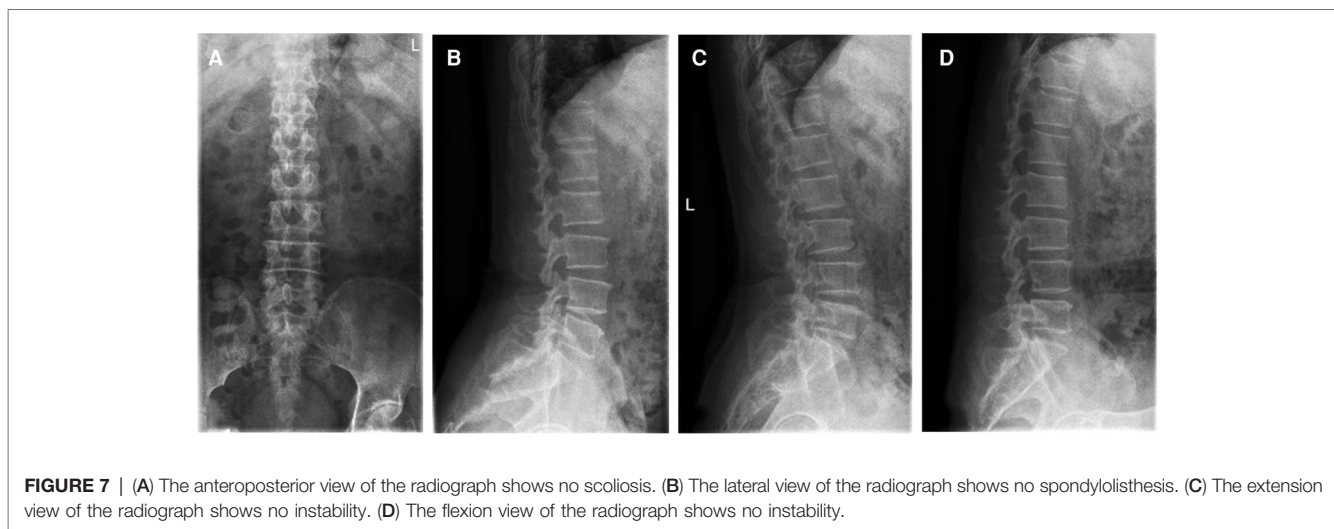 A
L
B
C
L
D
FIGURE 7 | (A) The anteroposterior view of the radiograph shows no scoliosis. (B) The lateral view of the radiograph shows no spondylolisthesis. (C) The extension
view of the radiograph shows no instability. (D) The flexion view of the radiograph shows no instability.